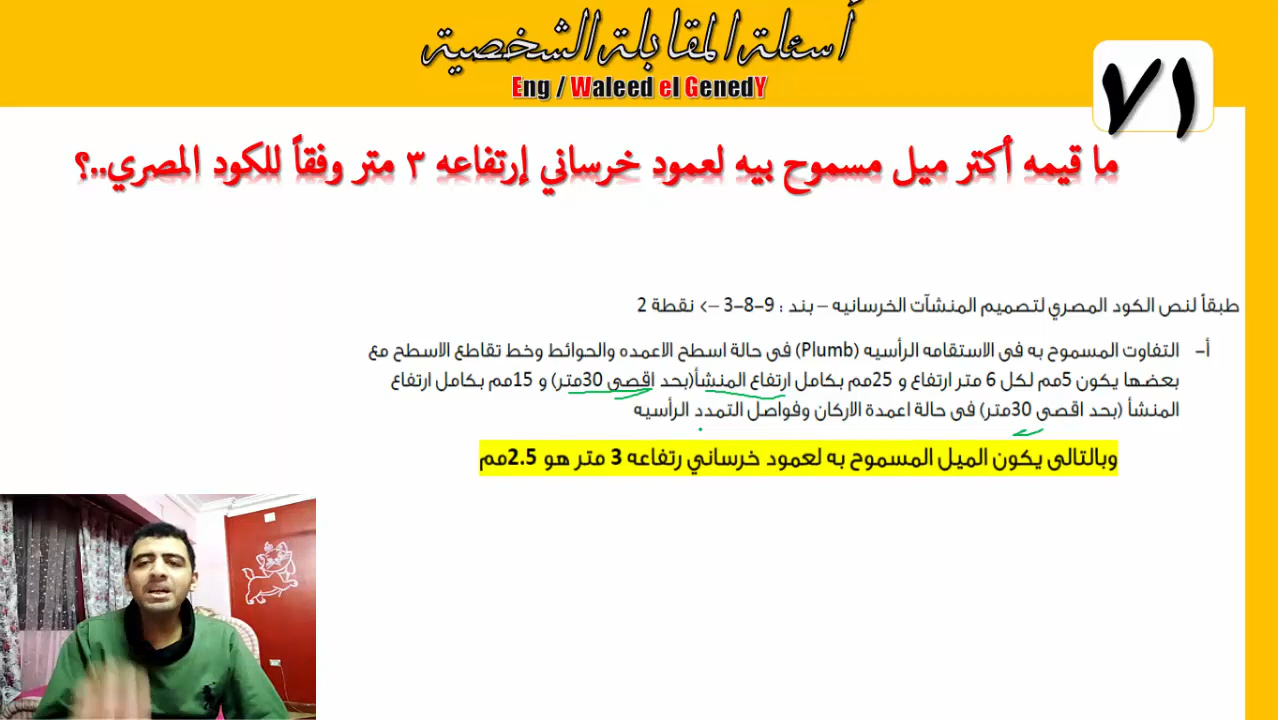 أسئلة المقابلة الشخصية
Eng / Waleed el GenedY
٧١
ما قيمه أكتر ميل مسموح بيه لعمود خرساني إرتفاعه ٣ متر وفقاً للكود المصري..؟
طبقاً لنص الكود المصري لتصميم المنشآت الخرسانيه – بند : 9-8-3 –> نقطة 2
أ- التفاوت المسموح به فى الاستقامه الرأسيه (Plumb) فى حالة اسطح الاعمده والحوائط وخط تقاطع الاسطح مع
بعضها يكون 5مم لكل 6 متر ارتفاع و 25مم بكامل ارتفاع المنشأ(بحد اقصى 30متر) و 15مم بكامل ارتفاع
المنشأ (بحد اقصى 30متر) فى حالة اعمدة الاركان وفواصل التمدد الرأسيه
وبالتالى يكون الميل المسموح به لعمود خرساني رتفاعه 3 متر هو 2.5مم